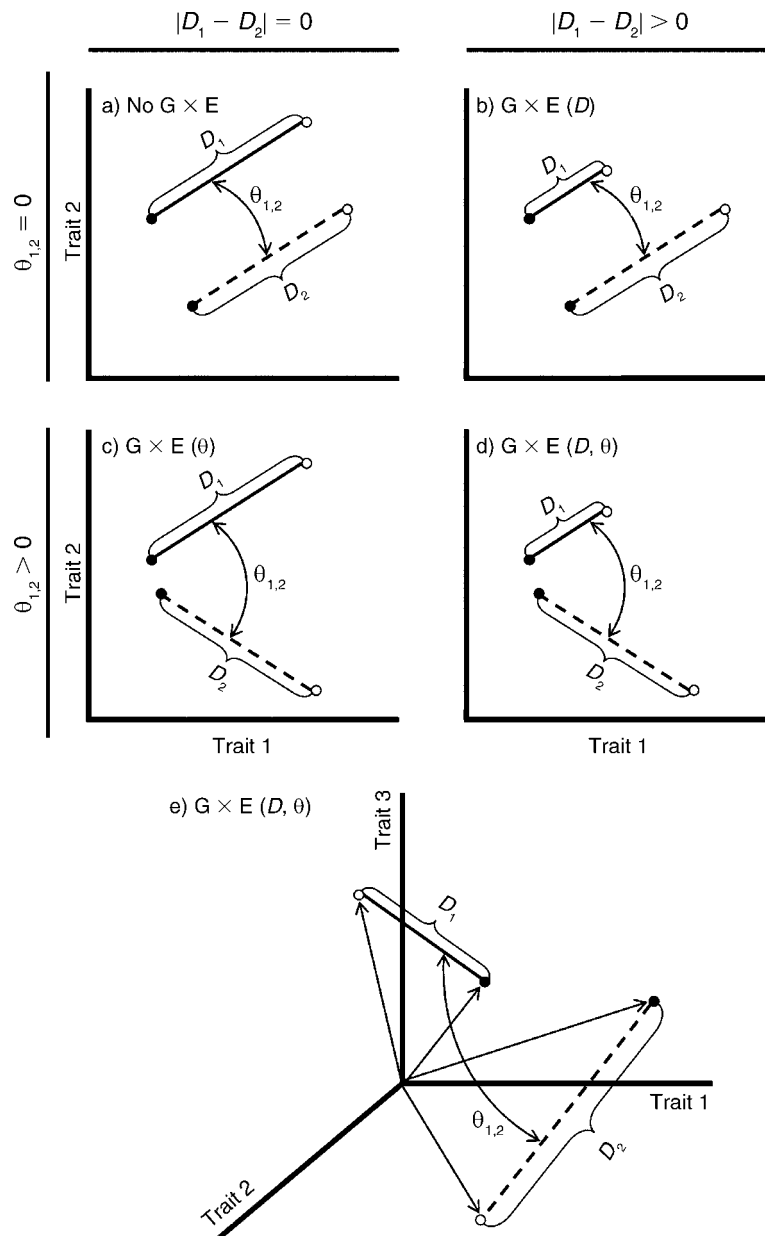 |D₁ − D₂| = 0
|D₁ − D₂| > 0
θ₁,₂ = 0
Trait 2
a) No G × E
D₁
θ₁,₂
D₂
b) G × E (D)
D₁
θ₁,₂
D₂
θ₁,₂ > 0
Trait 2
c) G × E (θ)
D₁
θ₁,₂
D₂
Trait 1
d) G × E (D, θ)
D₁
θ₁,₂
D₂
Trait 1
e) G × E (D, θ)
Trait 3
D₁
Trait 1
θ₁,₂
D₂
Trait 2